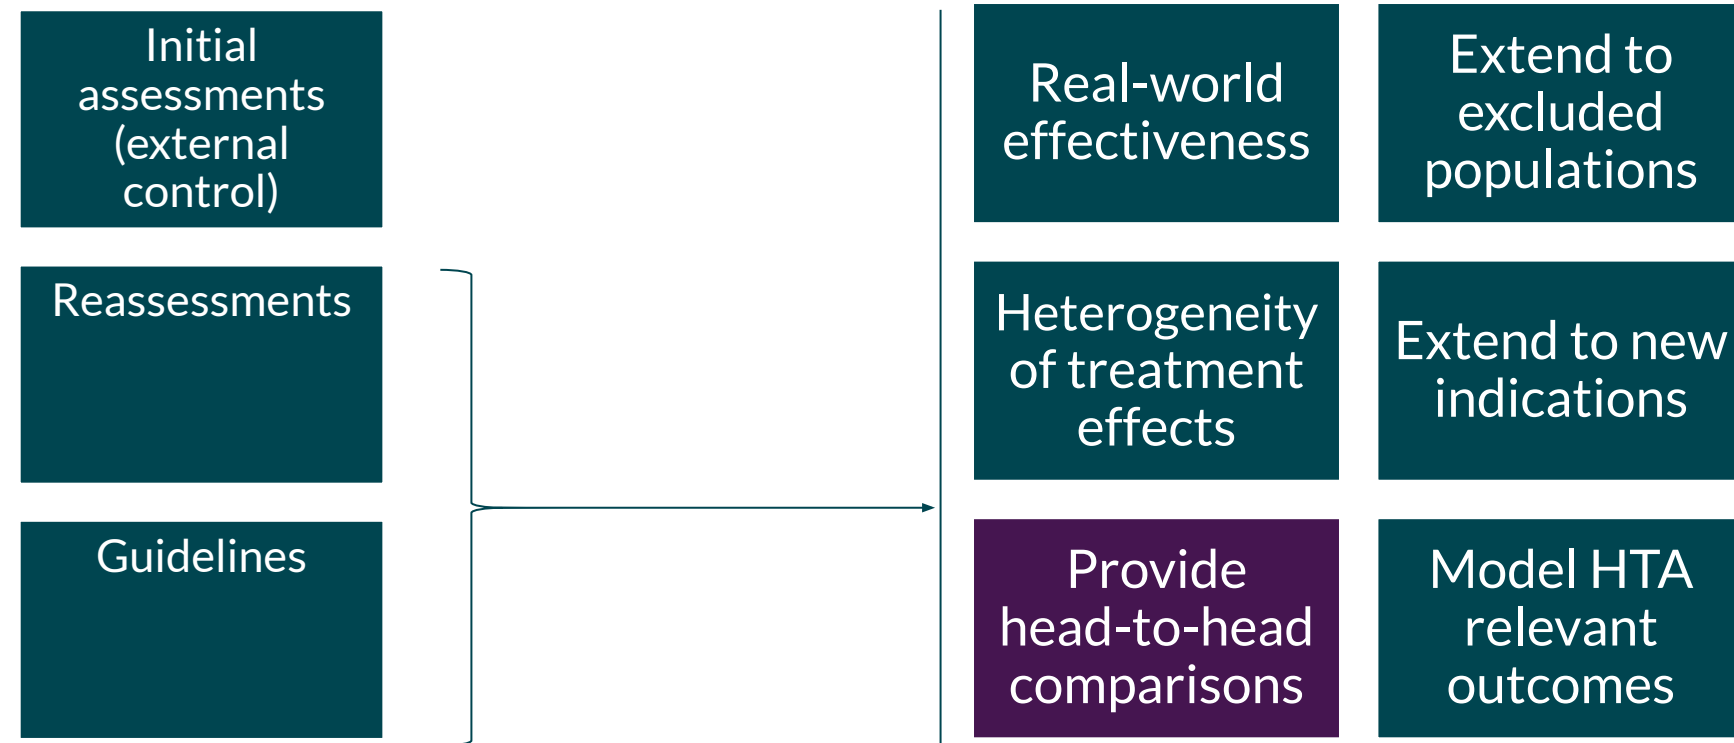 Initial
assessments
(external
control)
Reassessments
Guidelines
Real-world
effectiveness
Extend to
excluded
populations
Heterogeneity
of treatment
effects
Extend to new
indications
Provide
head-to-head
comparisons
Model HTA
relevant
outcomes